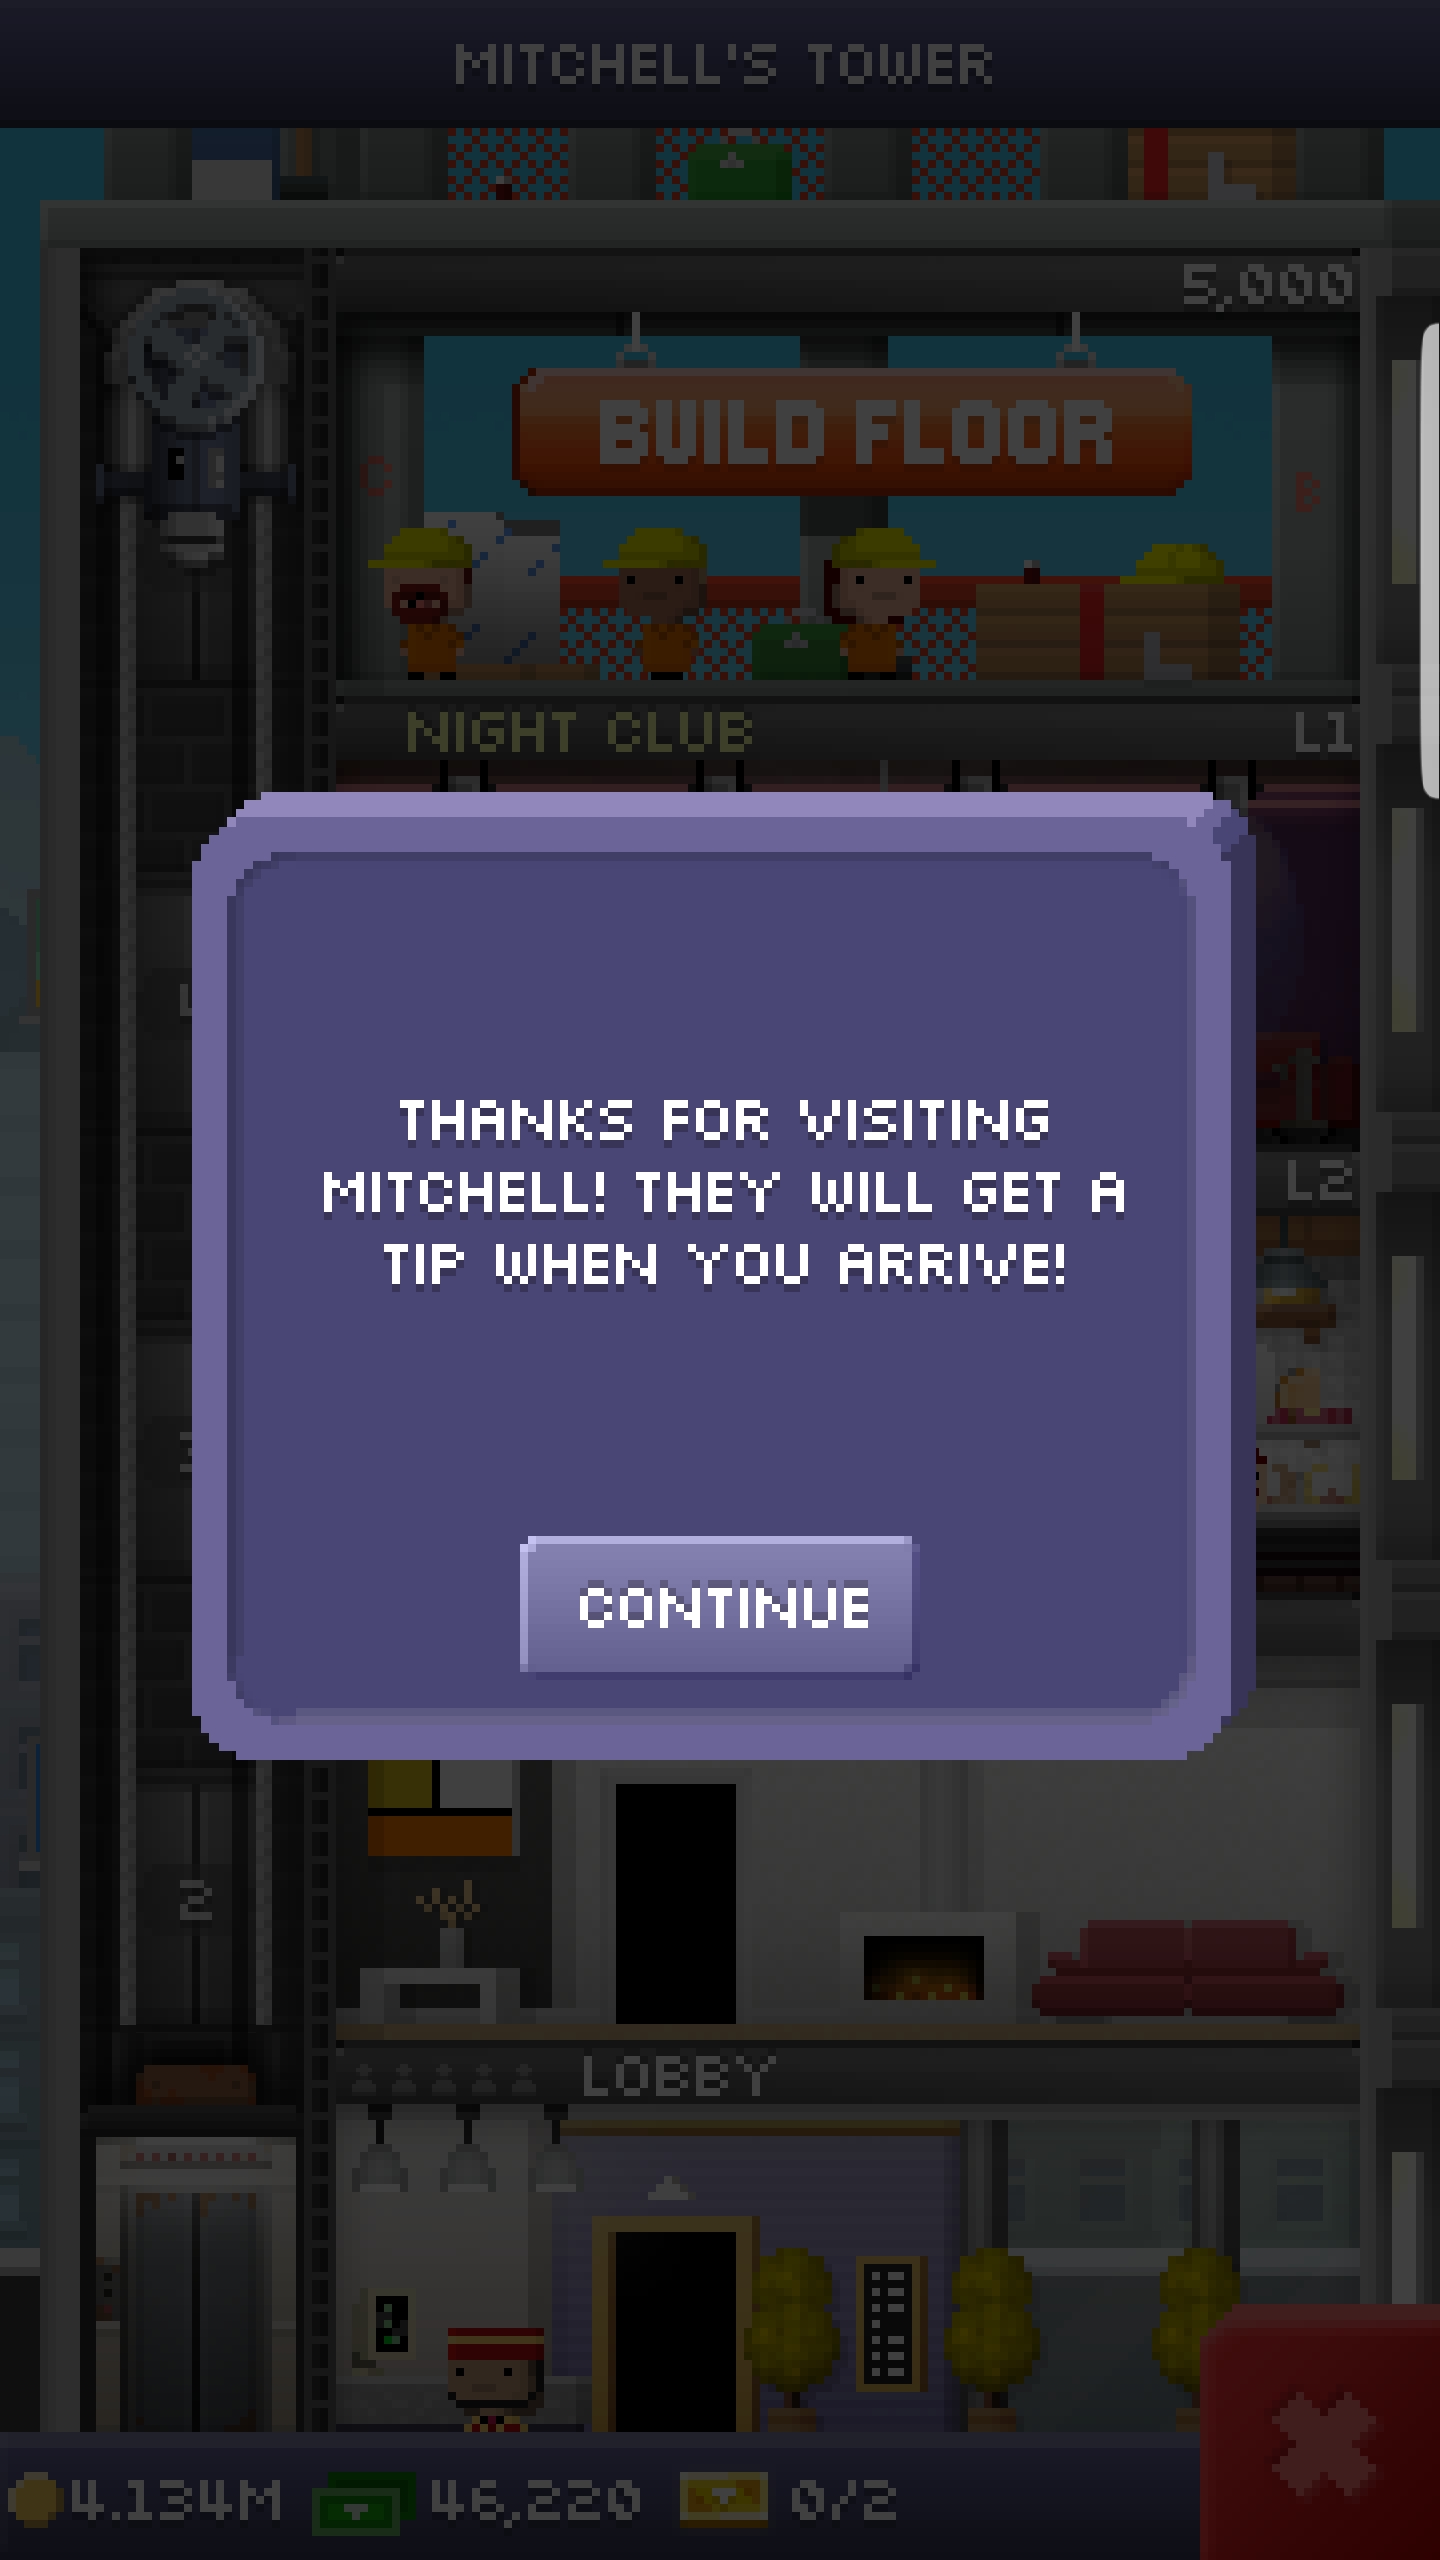 MITCHELL'S TOWER
5,000
BUILD FLOOR
C
B
NIGHT CLUB
L1
THANKS FOR VISITING
MITCHELL! THEY WILL GET A
TIP WHEN YOU ARRIVE!
L2
CONTINUE
2
LOBBY
4.134M
46,220
0/2